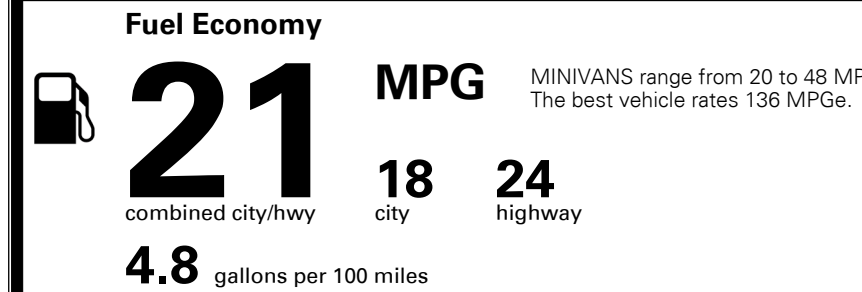 Fuel Economy
21 MPG
MINIVANS range from 20 to 48
The best vehicle rates 136 MPGe.
18 24
combined city/hwy city highway
4.8 gallons per 100 miles